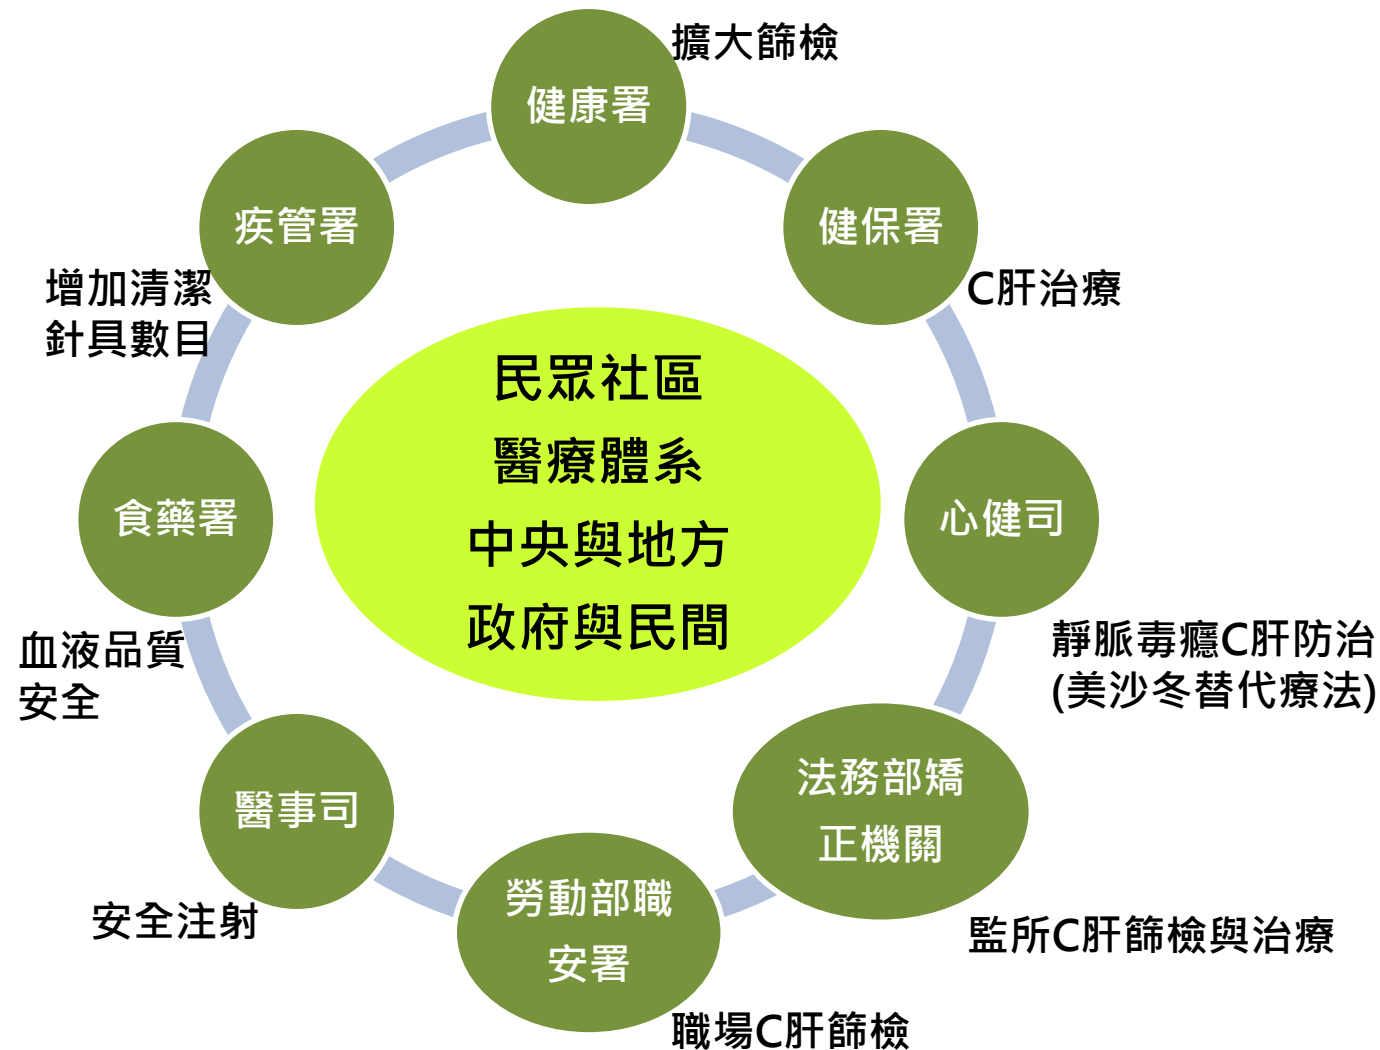 擴大篩檢
健康署
疾管署
健保署
增加清潔
針具數目
C肝治療
民眾社區
醫療體系
中央與地方
政府與民間
食藥署
心健司
血液品質
安全
靜脈毒癮C肝防治
(美沙冬替代療法)
醫事司
法務部矯
正機關
安全注射
勞動部職
安署
監所C肝篩檢與治療
職場C肝篩檢